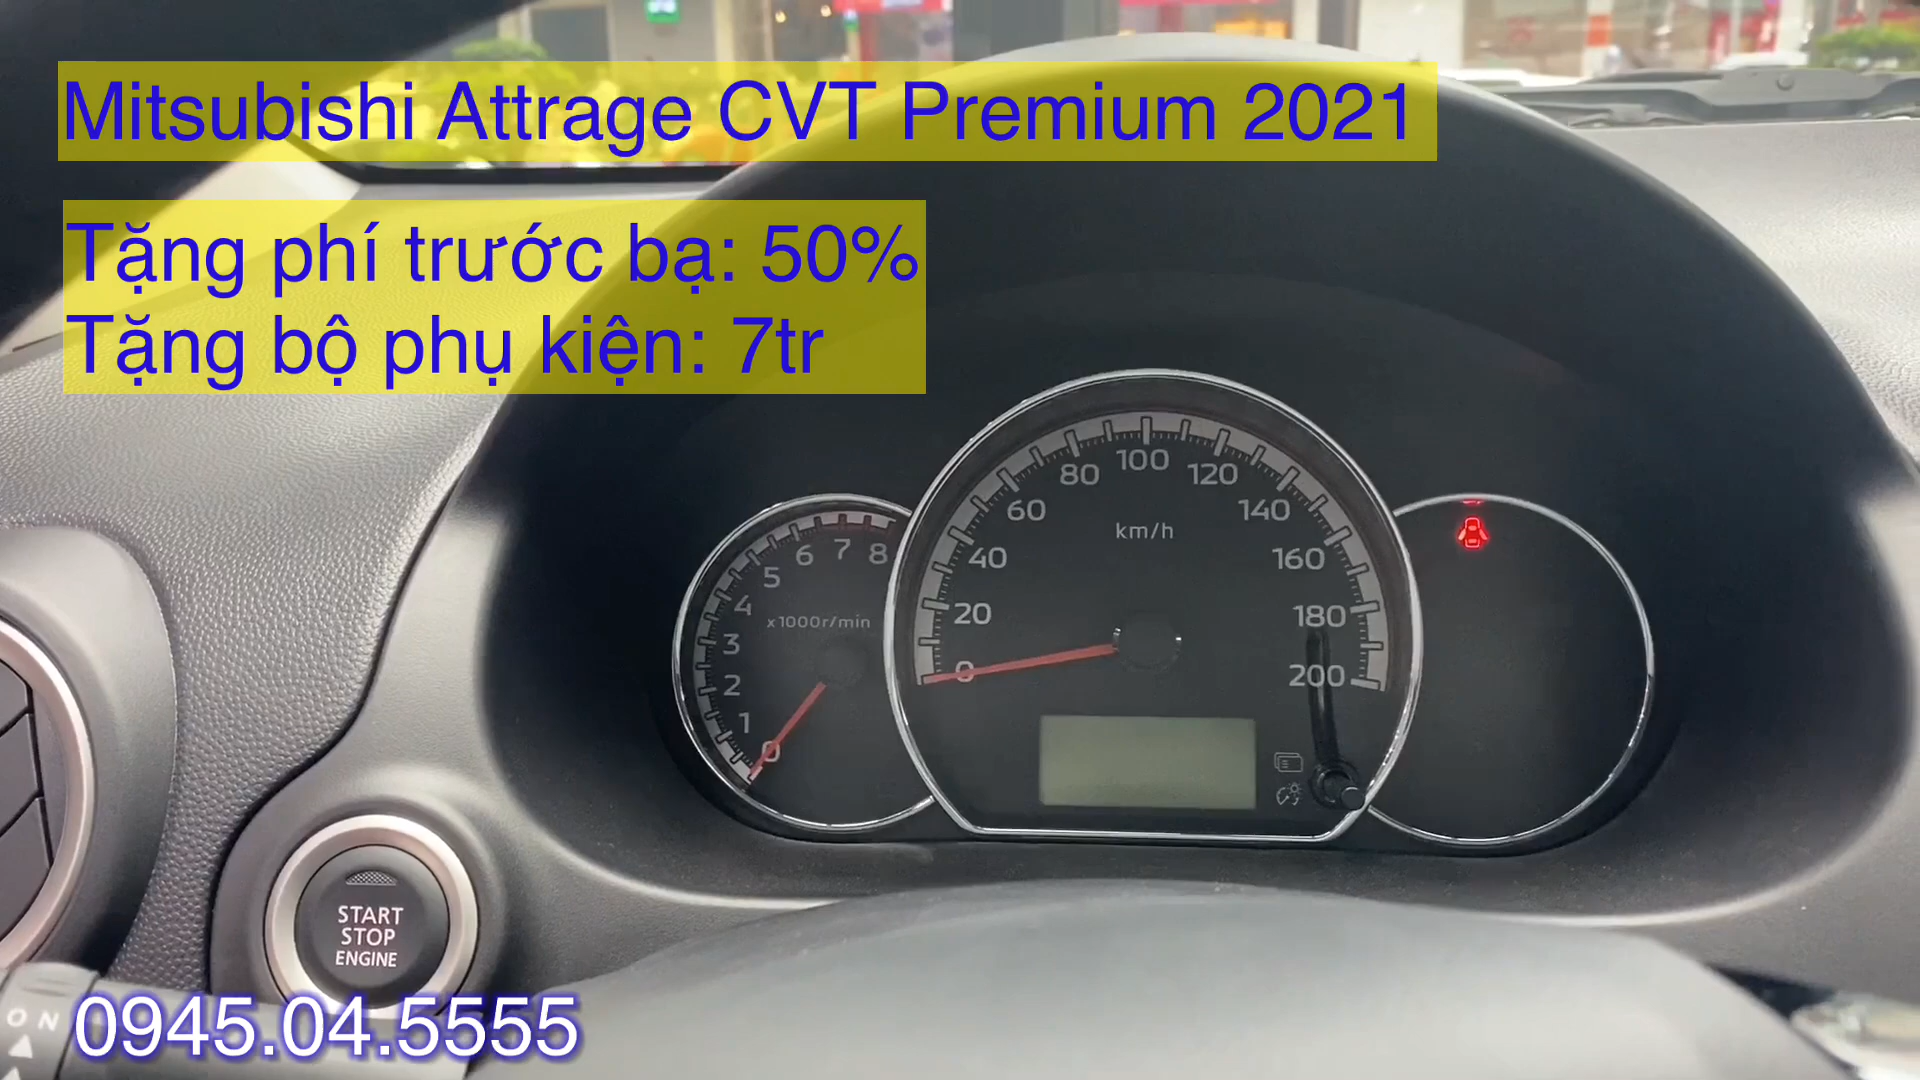 Mitsubishi Attrage CVT Premium 2021
Tặng phí trước bạ: 50%
Tặng bộ phụ kiện: 7tr
100
80
120
60
140
km/h
40
160
20
180
0
200
8
7
6
5
4
x1000r/min
3
2
1
0
START
STOP
ENGINE
ON
0945.04.5555